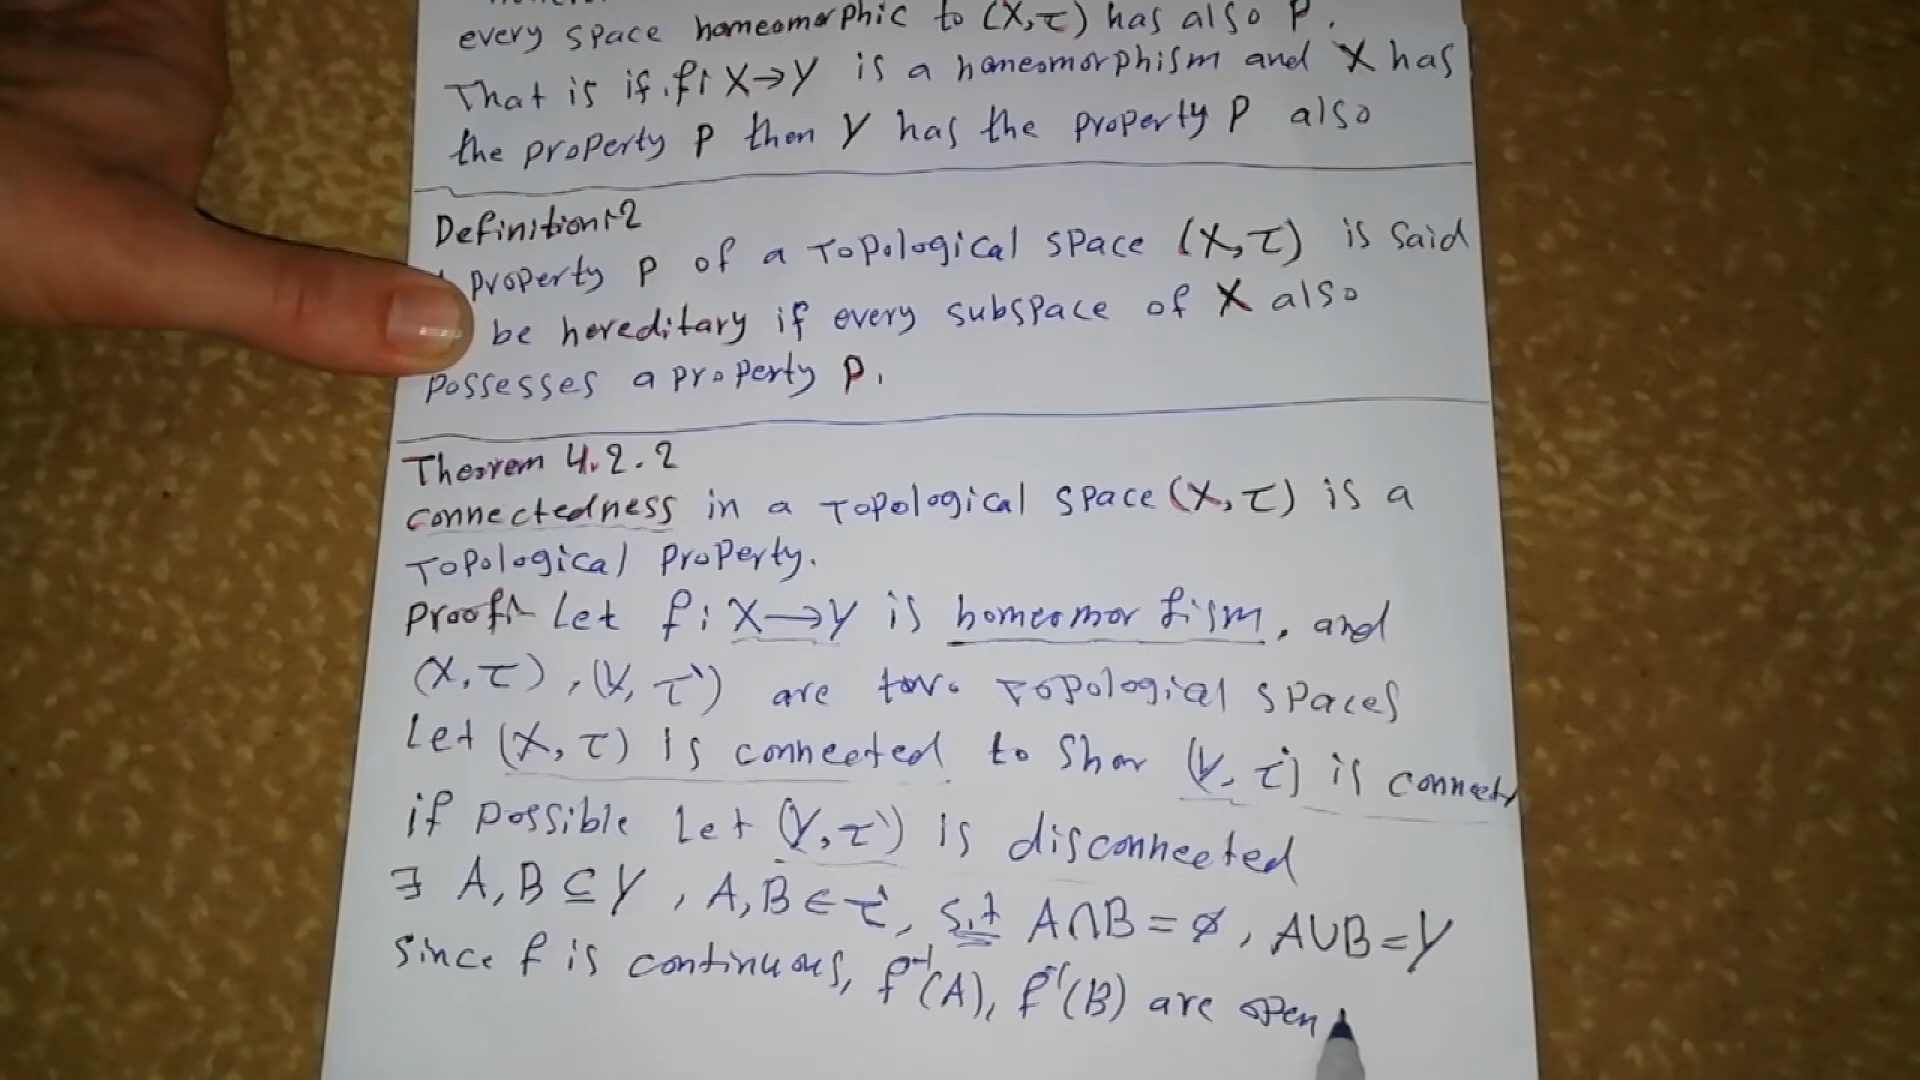 every space homeomorphic to (X,τ) has also P.
That is if f: X→Y is a homeomorphism and X has
the property P then Y has the property P also
Definition:-2
property P of a Topological space (X,τ) is said
be hereditary if every subspace of X also
possesses a property P.
Theorem 4.2.2
connectedness in a Topological space (X,τ) is a
Topological property.
Proof:- Let f: X→Y is homeomorfism, and
(X,τ), (Y,τ') are two Topological spaces
Let (X,τ) is connected to show (Y,τ') is connect
if possible Let (Y,τ') is disconnected
∃ A,B ⊆ Y, A,B ∈ τ', s.t A∩B = ∅, A∪B = Y
since f is continuous, f⁻¹(A), f⁻¹(B) are open